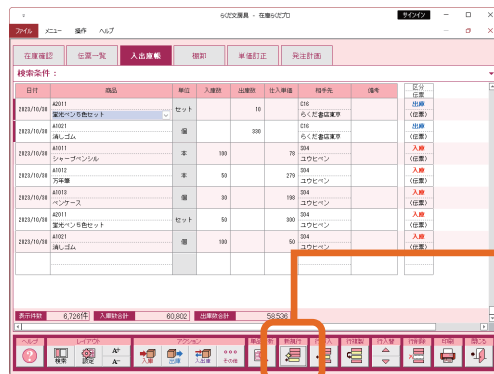 らくだ文房具 - 在庫らくだプロ
サインイン
ファイル メニュー 操作 ヘルプ
在庫確認 伝票一覧 入出庫帳 棚卸 単価訂正 発注計画
検索条件：
日付 商品 単位 入庫数 出庫数 仕入単価 相手先 備考 区分
伝票
2023/10/30 A2011 セット 10 C16 出庫
蛍光ペン５色セット らくだ書店東京 (伝票)
2023/10/30 A1021 個 330 C16 出庫
消しゴム らくだ書店東京 (伝票)
2023/10/30 A1011 本 100 78 S04 入庫
シャープペンシル ユウヒペン (伝票)
2023/10/30 A1012 本 50 279 S04 入庫
万年筆 ユウヒペン (伝票)
2023/10/30 A1013 個 30 198 S04 入庫
ペンケース ユウヒペン (伝票)
2023/10/30 A2011 セット 50 300 S04 入庫
蛍光ペン５色セット ユウヒペン (伝票)
2023/10/30 A1021 個 100 50 S04 入庫
消しゴム ユウヒペン (伝票)
表示件数 6,726件 入庫数合計 60,802 出庫数合計 58,536
ヘルプ レイアウト アクション 新規行 行挿入 行複製 行入替 行削除 印刷 閉じる
検索 設定 A+ A- 入庫 出庫 入出庫 その他